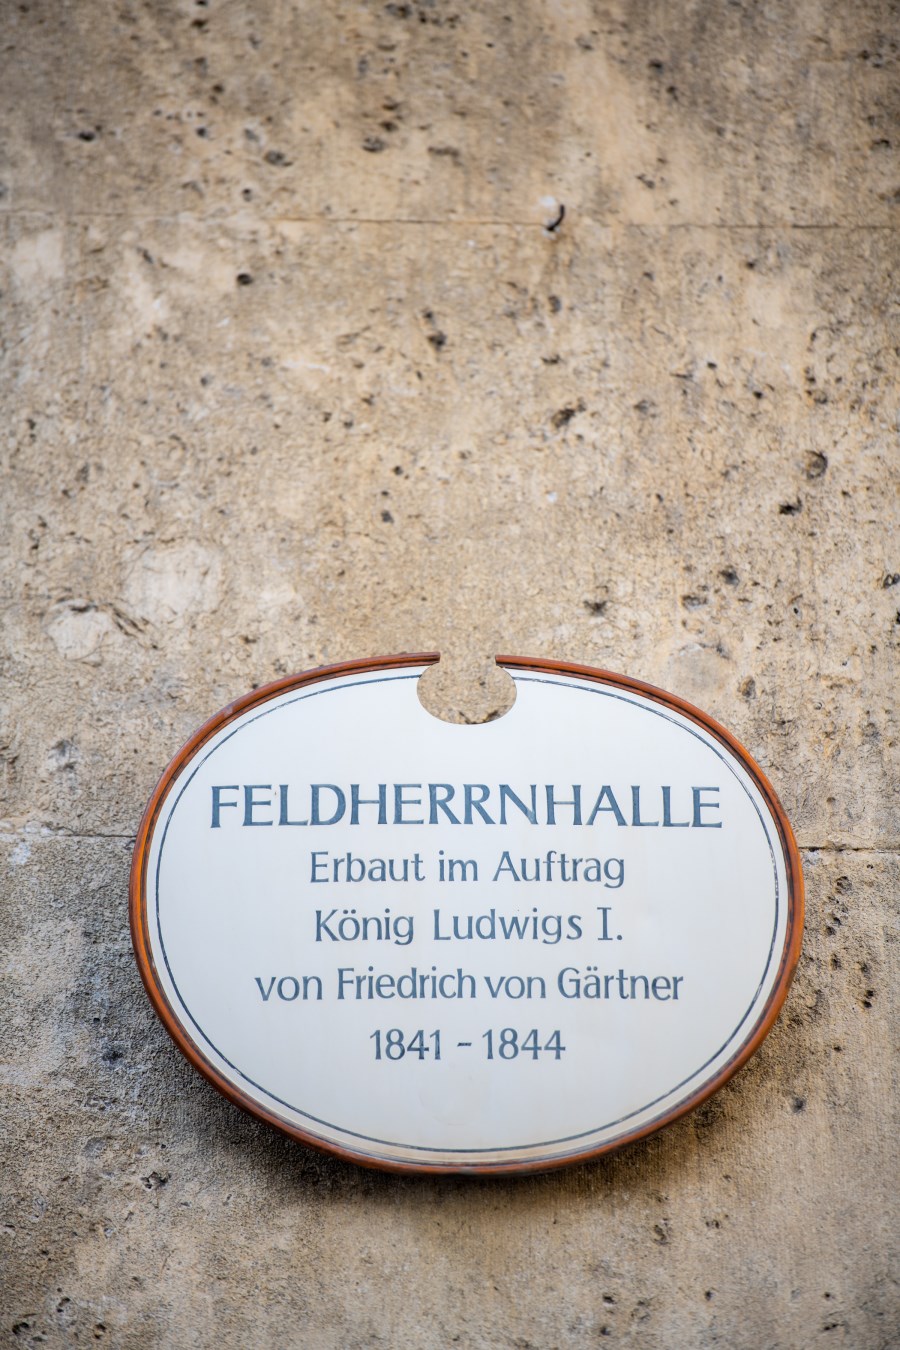 FELDHERRNHALLE
Erbaut im Auftrag
König Ludwigs I.
von Friedrich von Gärtner
1841 - 1844